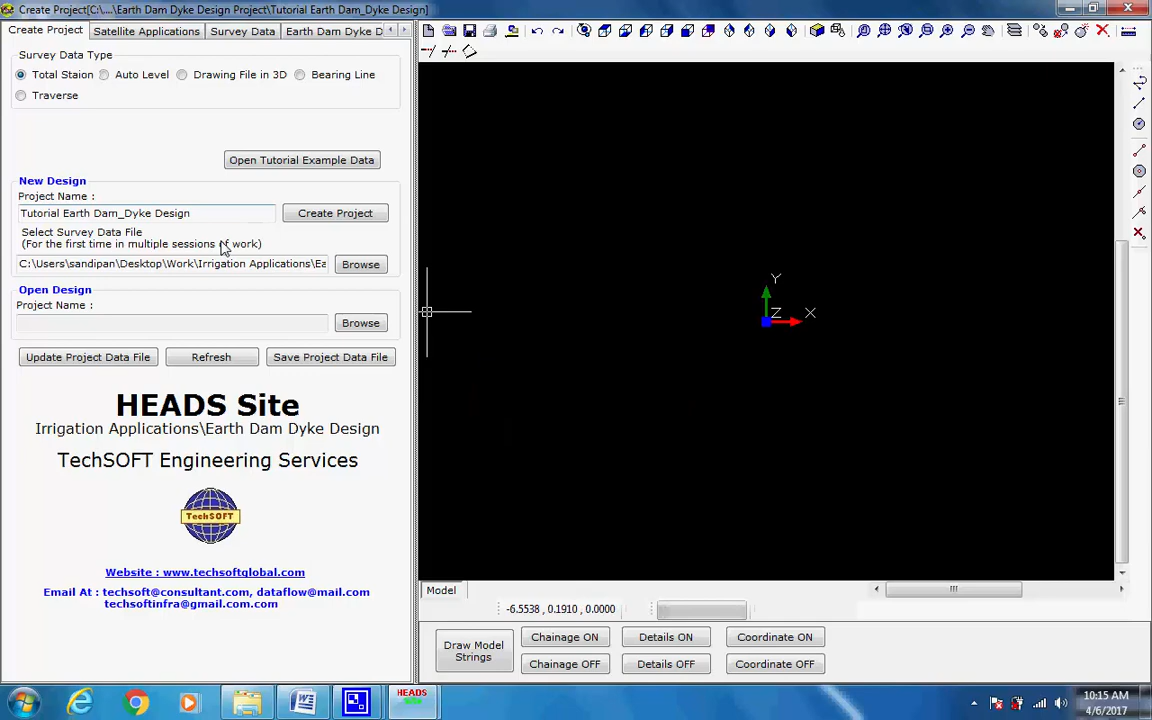 Create Project[C:\...\Earth Dam Dyke Design Project\Tutorial Earth Dam_Dyke Design]
Create Project Satellite Applications Survey Data Earth Dam Dyke D
Survey Data Type
Total Staion Auto Level Drawing File in 3D Bearing Line
Traverse
Open Tutorial Example Data
New Design
Project Name :
Tutorial Earth Dam_Dyke Design Create Project
Select Survey Data File
(For the first time in multiple sessions of work)
C:\Users\sandipan\Desktop\Work\Irrigation Applications\Ea Browse
Open Design
Project Name :
Browse
Update Project Data File Refresh Save Project Data File
HEADS Site
Irrigation Applications\Earth Dam Dyke Design
TechSOFT Engineering Services
TechSOFT
Website : www.techsoftglobal.com
Email At : techsoft@consultant.com, dataflow@mail.com
techsoftinfra@gmail.com.com
Y
Z X
Model
-6.5538 , 0.1910 , 0.0000
Draw Model Strings
Chainage ON Details ON Coordinate ON
Chainage OFF Details OFF Coordinate OFF
HEADS
10:15 AM
4/6/2017